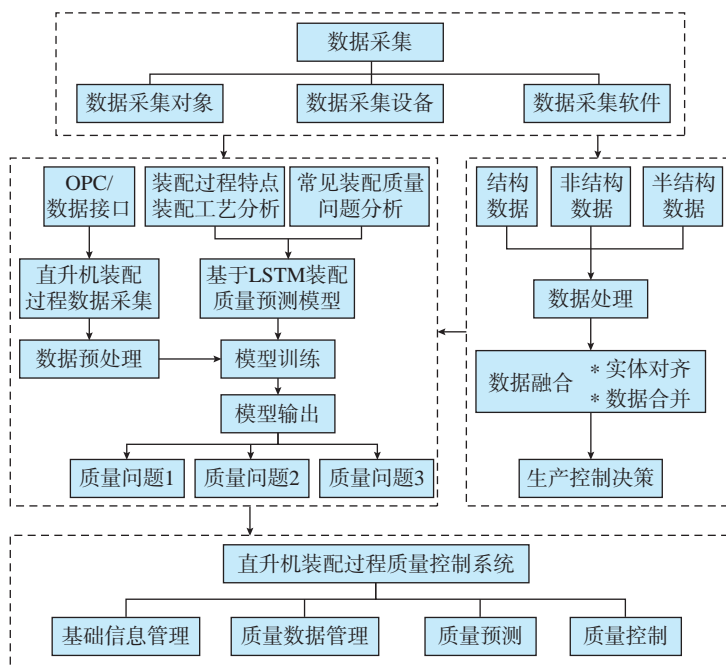 数据采集
数据采集对象
数据采集设备
数据采集软件
OPC/
数据接口
装配过程特点
装配工艺分析
常见装配质量
问题分析
直升机装配
过程数据采集
基于LSTM装配
质量预测模型
数据预处理
模型训练
模型输出
质量问题1
质量问题2
质量问题3
结构
数据
非结构
数据
半结构
数据
数据处理
数据融合
* 实体对齐
* 数据合并
生产控制决策
直升机装配过程质量控制系统
基础信息管理
质量数据管理
质量预测
质量控制